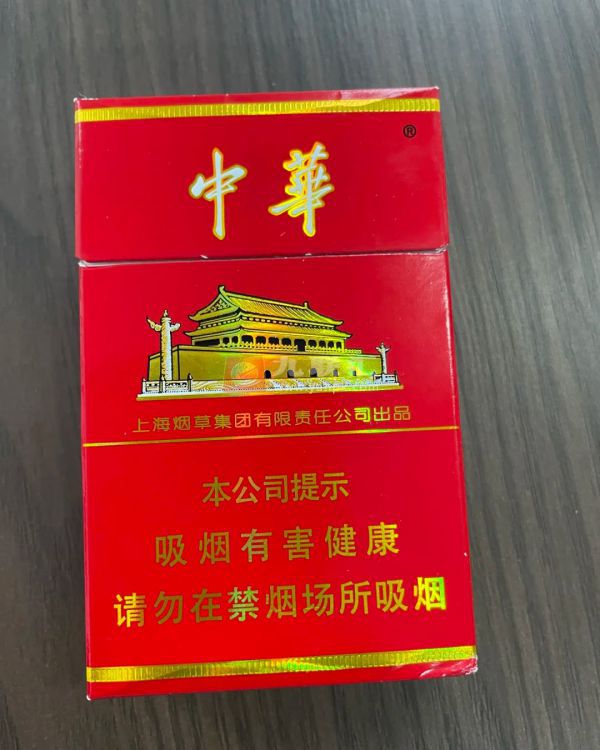 中華
®
上海烟草集团有限责任公司出品
本公司提示
吸烟有害健康
请勿在禁烟场所吸烟